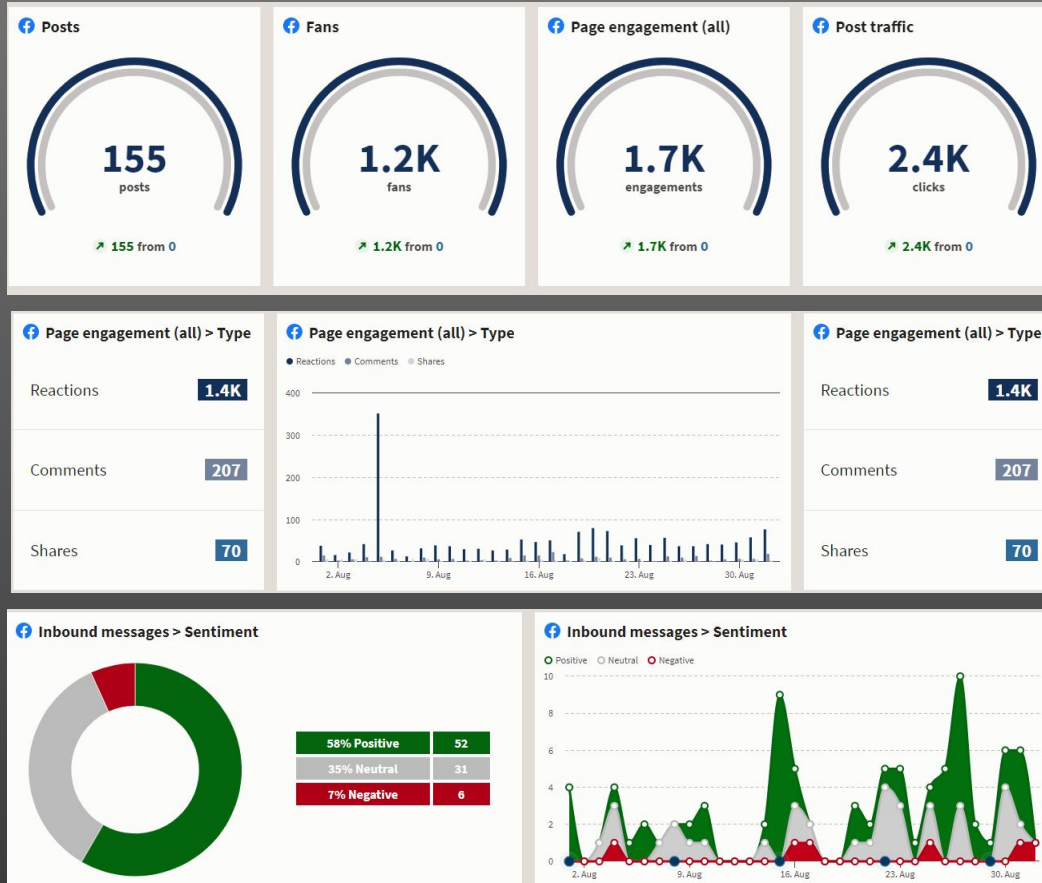 Posts
155
posts
155 from 0
Fans
1.2K
fans
1.2K from 0
Page engagement (all)
1.7K
engagements
1.7K from 0
Post traffic
2.4K
clicks
2.4K from 0
Page engagement (all) > Type
Reactions 1.4K
Comments 207
Shares 70
Page engagement (all) > Type
Reactions Comments Shares
400
300
200
100
0
2. Aug 9. Aug 16. Aug 23. Aug 30. Aug
Page engagement (all) > Type
Reactions 1.4K
Comments 207
Shares 70
Inbound messages > Sentiment
58% Positive 52
35% Neutral 31
7% Negative 6
Inbound messages > Sentiment
Positive Neutral Negative
10
8
6
4
2
0
2. Aug 9. Aug 16. Aug 23. Aug 30. Aug